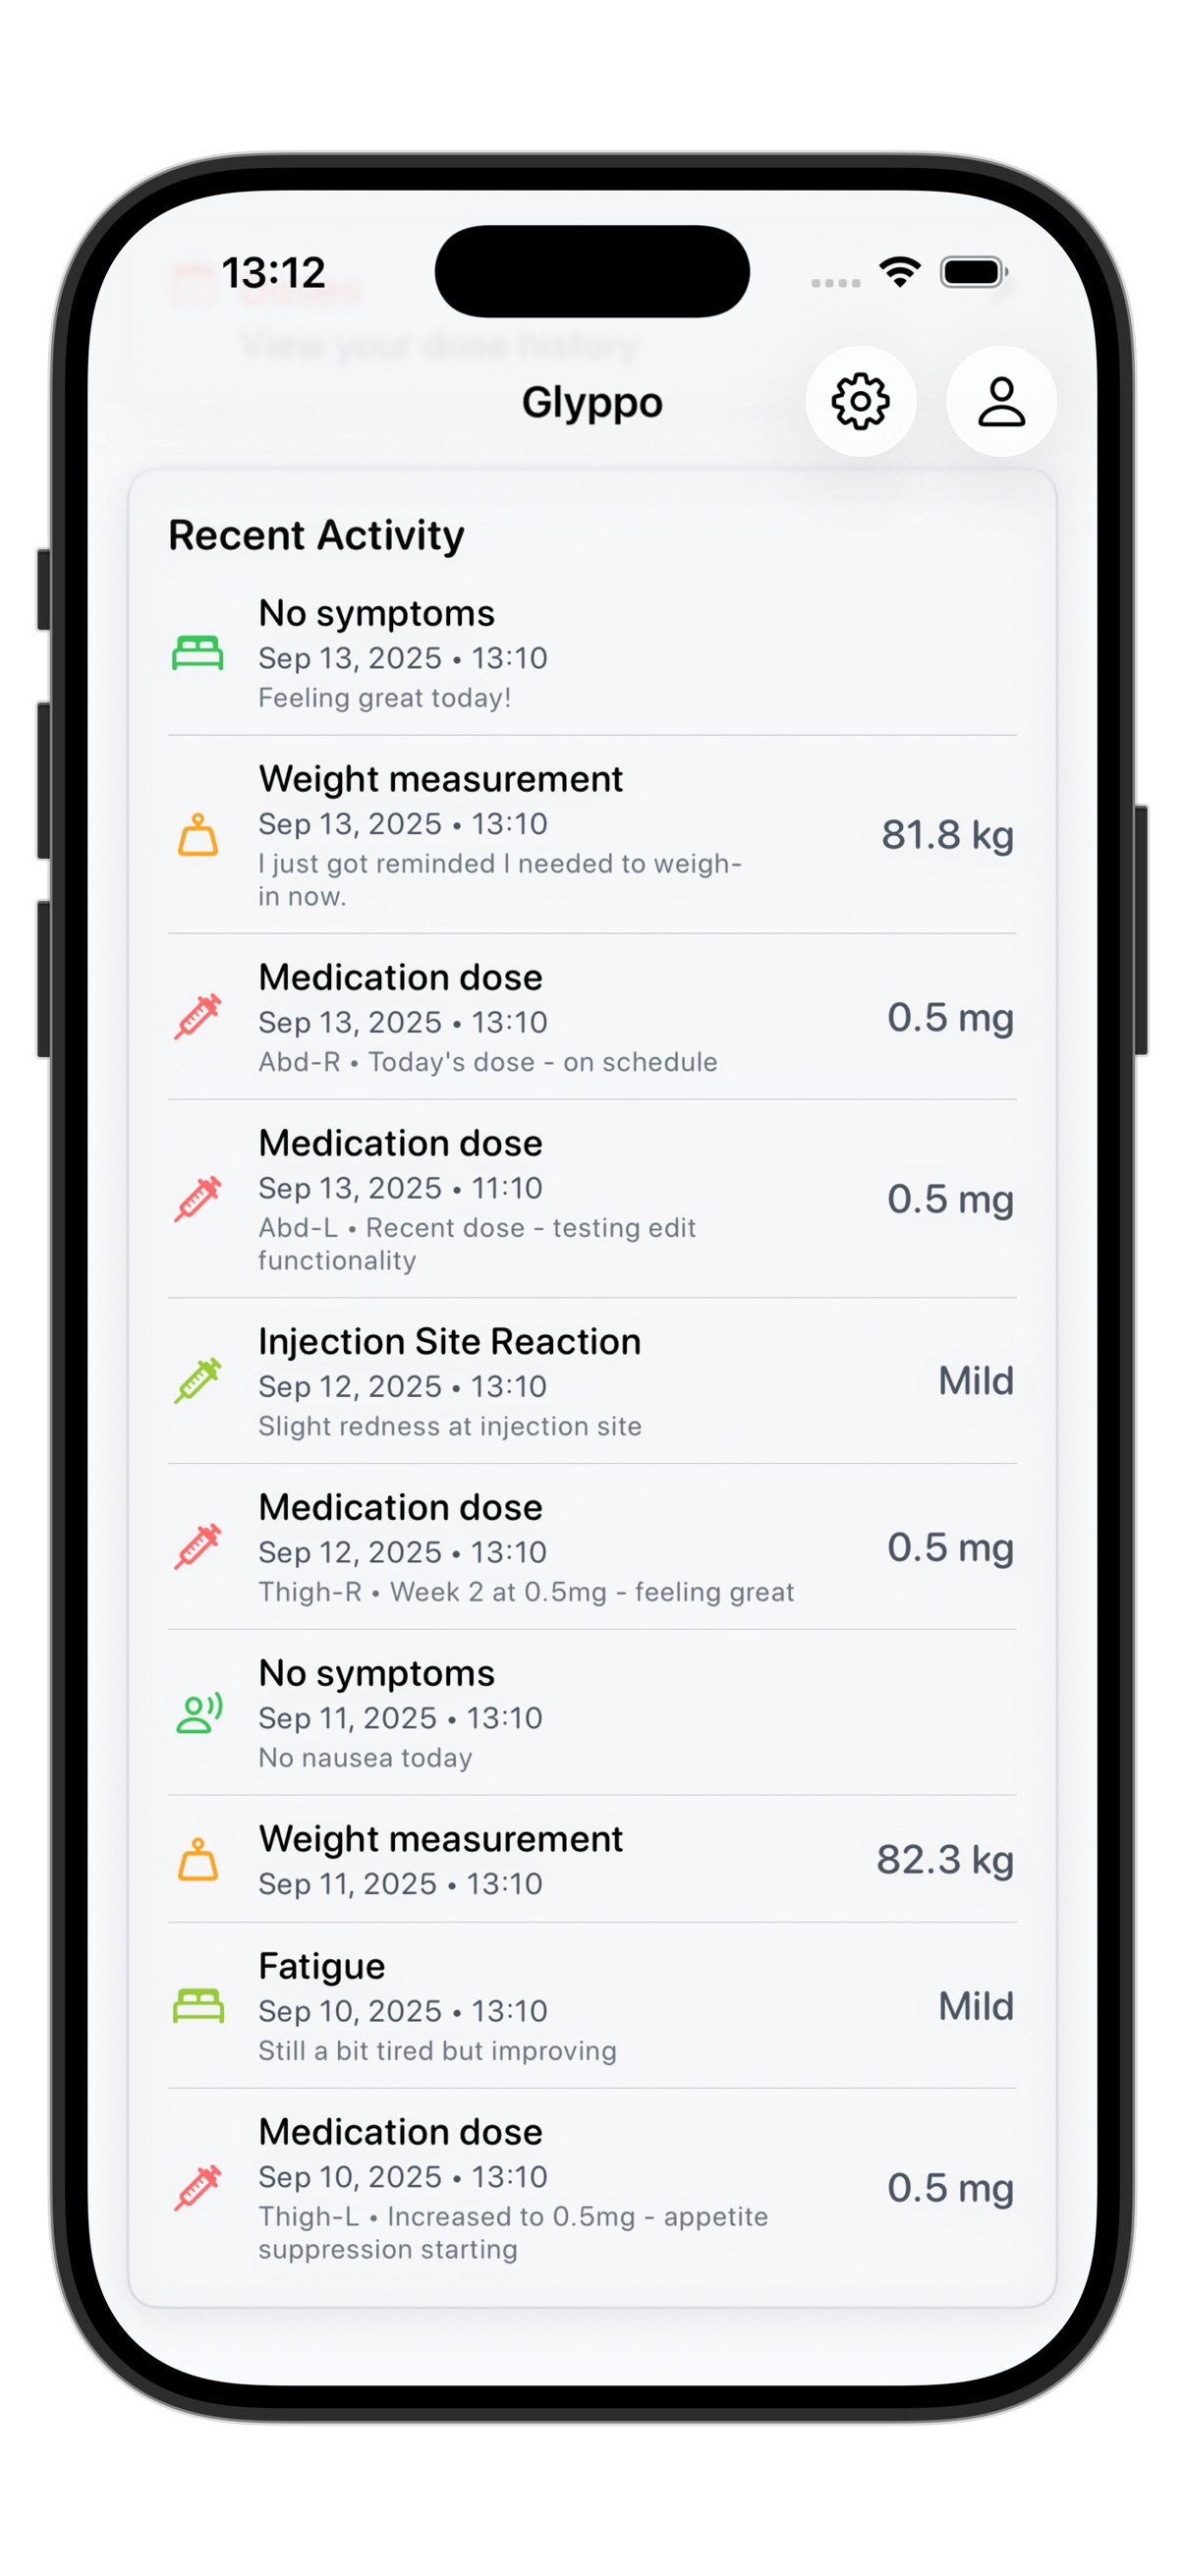 13:12
Doses
View your dose history
Glyppo
Recent Activity
No symptoms
Sep 13, 2025 • 13:10
Feeling great today!
Weight measurement
Sep 13, 2025 • 13:10
I just got reminded I needed to weigh-
in now.
81.8 kg
Medication dose
Sep 13, 2025 • 13:10
Abd-R • Today's dose - on schedule
0.5 mg
Medication dose
Sep 13, 2025 • 11:10
Abd-L • Recent dose - testing edit
functionality
0.5 mg
Injection Site Reaction
Sep 12, 2025 • 13:10
Slight redness at injection site
Mild
Medication dose
Sep 12, 2025 • 13:10
Thigh-R • Week 2 at 0.5mg - feeling great
0.5 mg
No symptoms
Sep 11, 2025 • 13:10
No nausea today
Weight measurement
Sep 11, 2025 • 13:10
82.3 kg
Fatigue
Sep 10, 2025 • 13:10
Still a bit tired but improving
Mild
Medication dose
Sep 10, 2025 • 13:10
Thigh-L • Increased to 0.5mg - appetite
suppression starting
0.5 mg